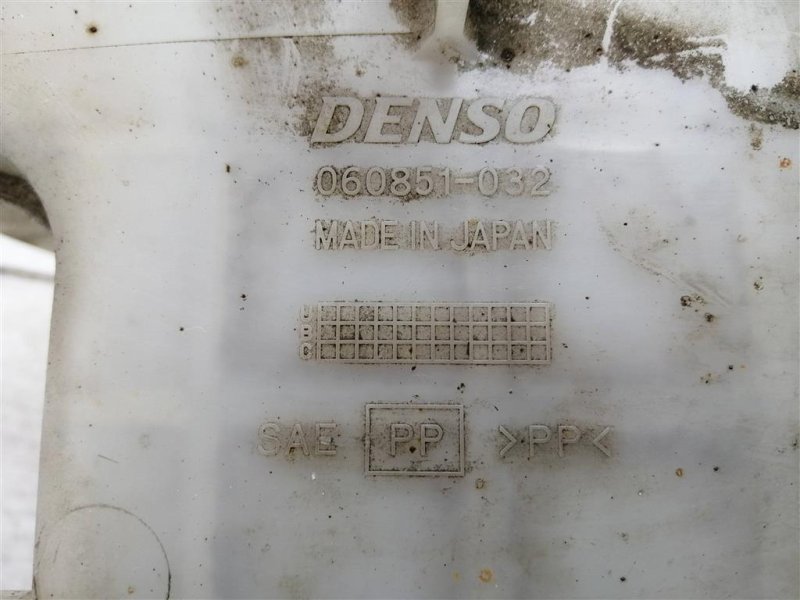 DENSO
060851-032
MADE IN JAPAN
B
C
SAE PP >PP<